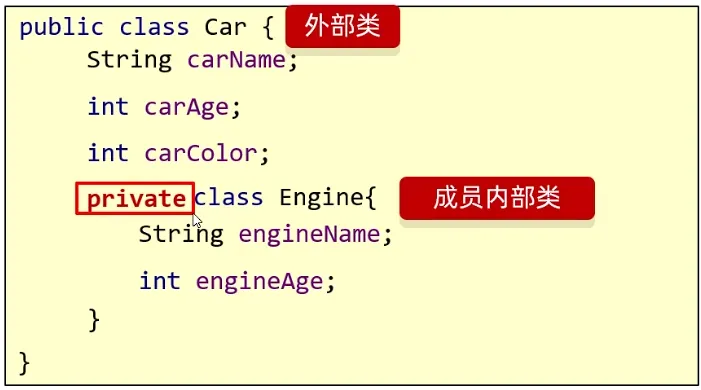 public class Car { 外部类
String carName;
int carAge;
int carColor;
private class Engine{ 成员内部类
String engineName;
int engineAge;
}
}